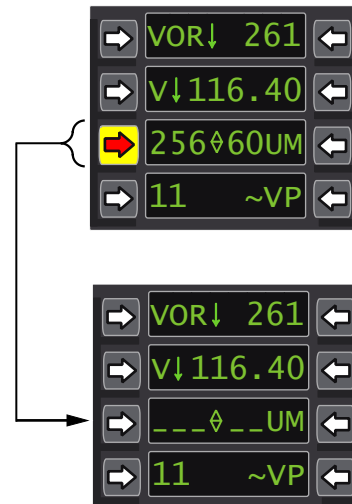 VOR↓ 261
V↓116.40
256⬨60UM
11 ~VP
VOR↓ 261
V↓116.40
___⬨__UM
11 ~VP